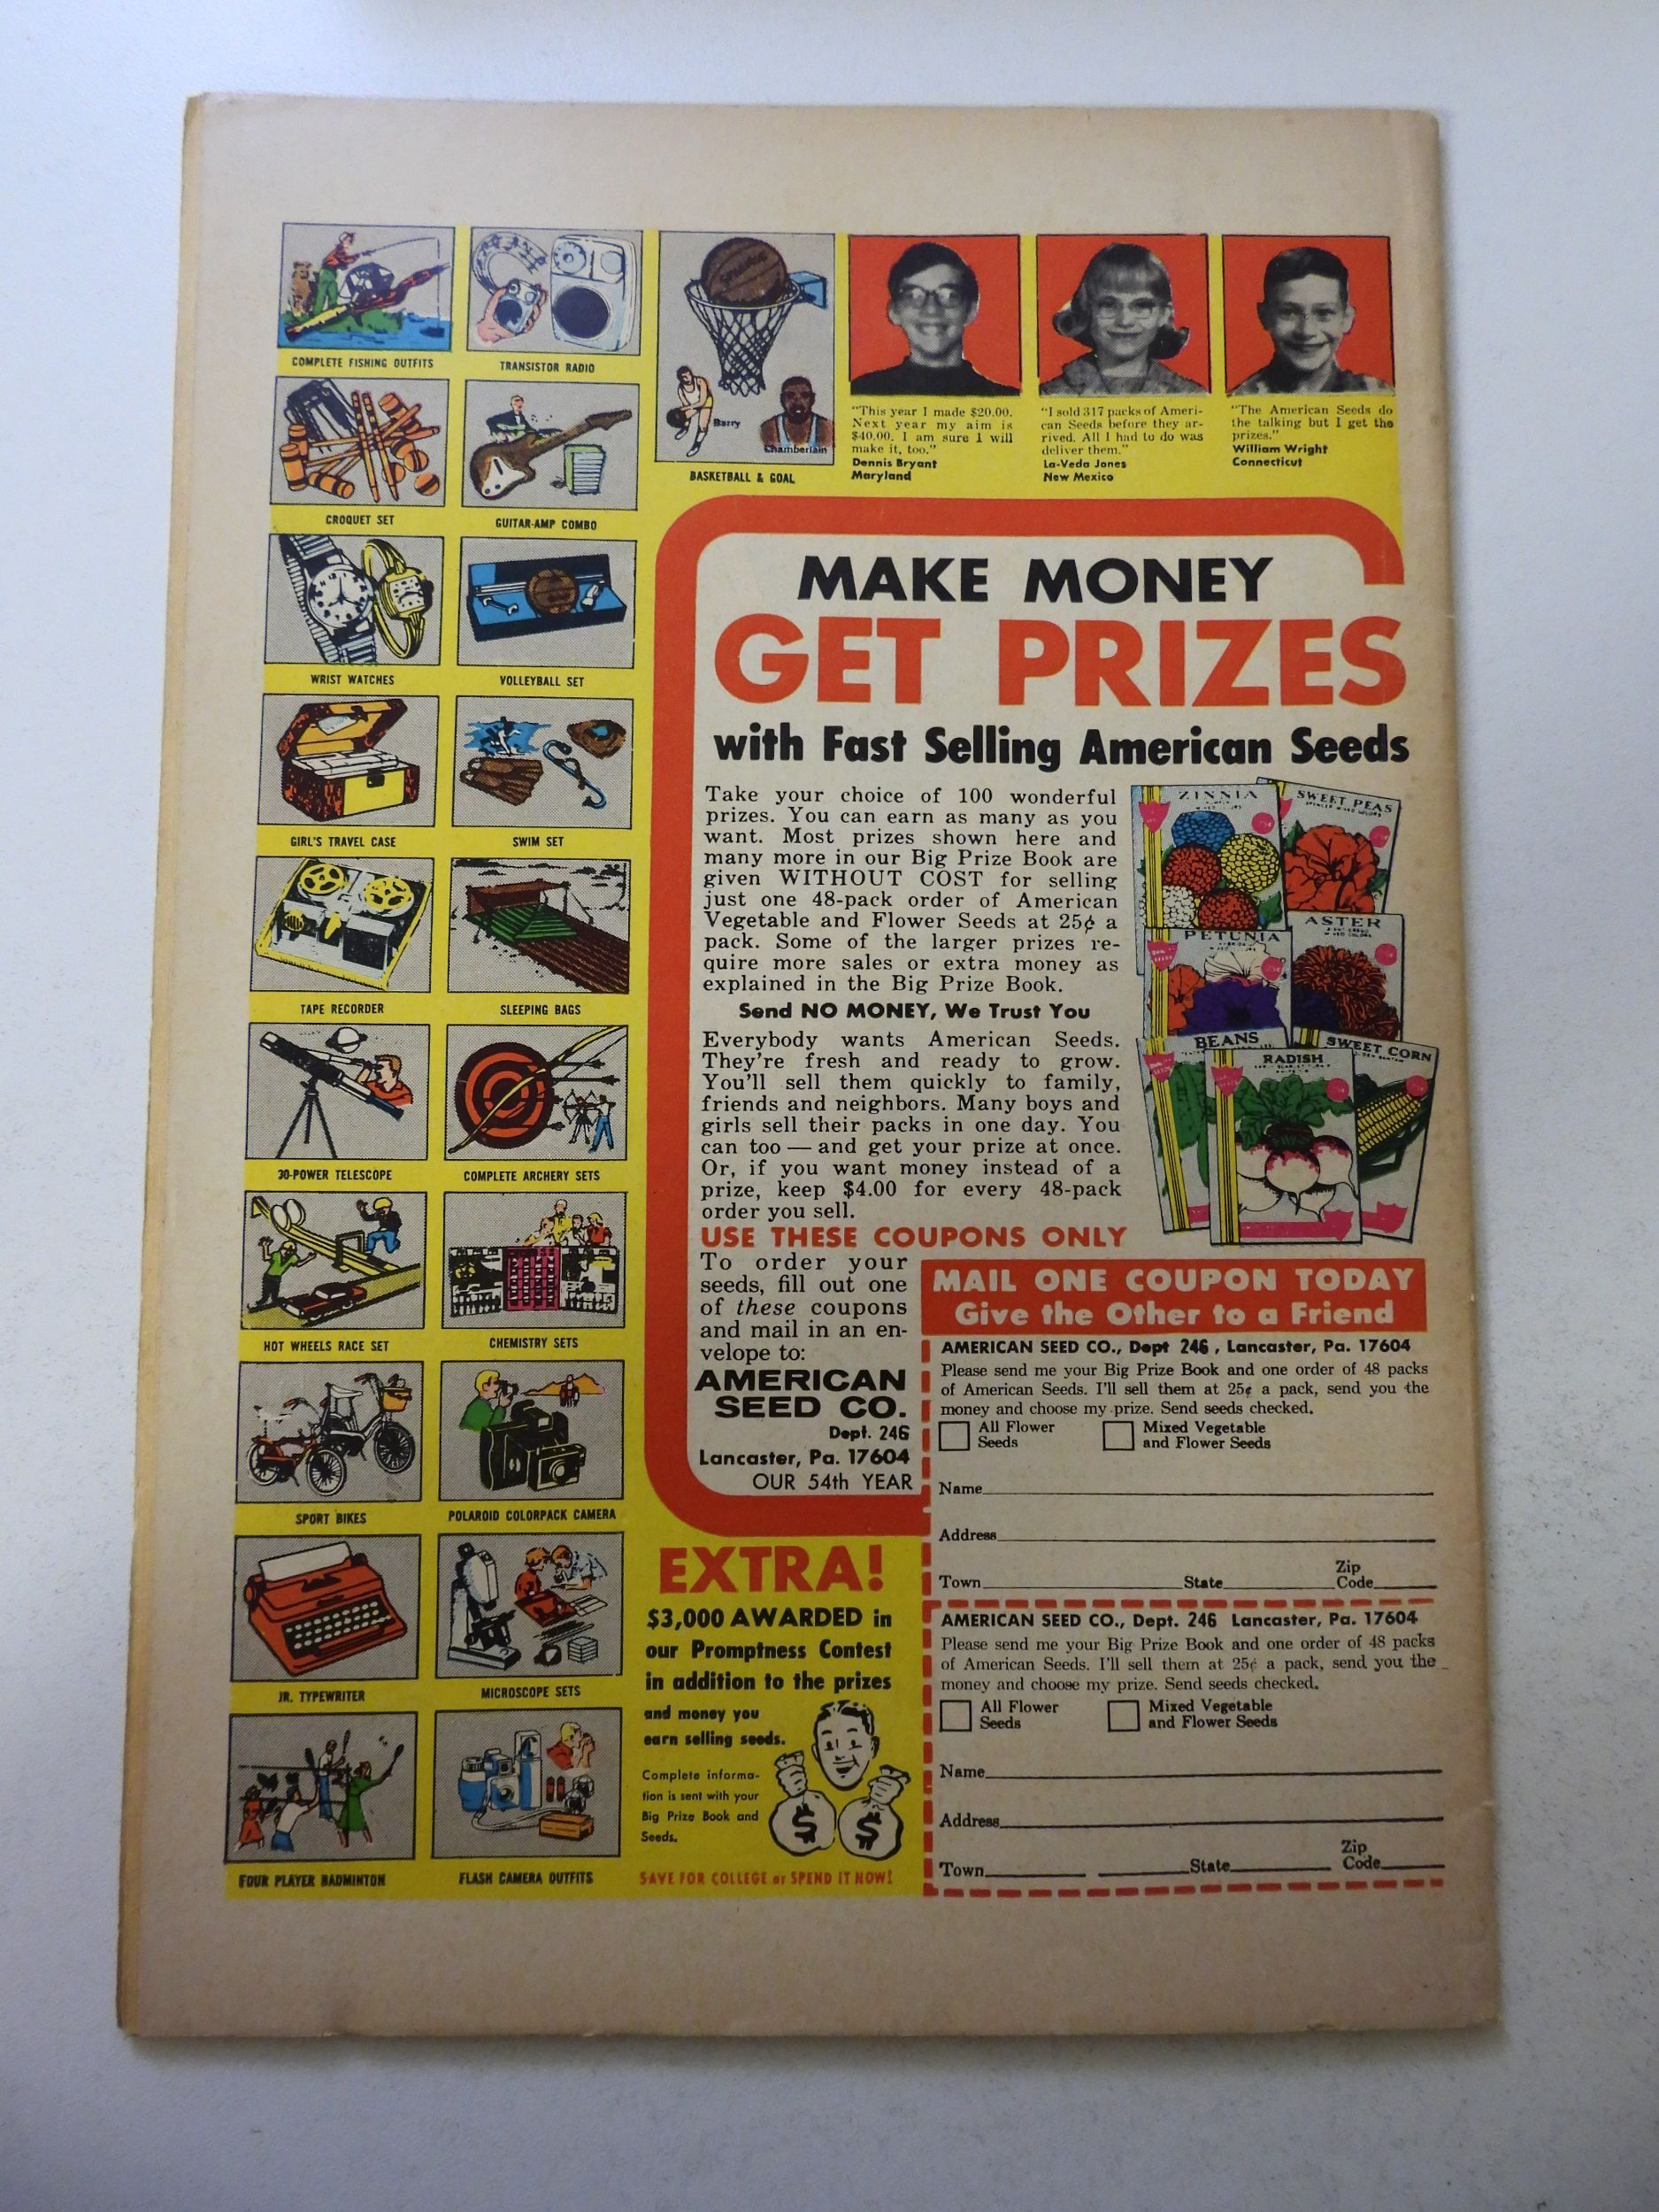 COMPLETE FISHING OUTFITS
TRANSISTOR RADIO
Spalding
Barry
Chamberlain
BASKETBALL & GOAL
"This year I made $20.00.
Next year my aim is
$40.00. I am sure I will
make it, too."
Dennis Bryant
Maryland
"I sold 317 packs of Ameri-
can Seeds before they ar-
rived. All I had to do was
deliver them."
La-Veda Jones
New Mexico
"The American Seeds do
the talking but I get the
prizes."
William Wright
Connecticut
CROQUET SET
GUITAR-AMP COMBO
WRIST WATCHES
VOLLEYBALL SET
GIRL'S TRAVEL CASE
SWIM SET
TAPE RECORDER
SLEEPING BAGS
30-POWER TELESCOPE
COMPLETE ARCHERY SETS
HOT WHEELS RACE SET
CHEMISTRY SETS
SPORT BIKES
POLAROID COLORPACK CAMERA
JR. TYPEWRITER
MICROSCOPE SETS
FOUR PLAYER BADMINTON
FLASH CAMERA OUTFITS
MAKE MONEY
GET PRIZES
with Fast Selling American Seeds
Take your choice of 100 wonderful
prizes. You can earn as many as you
want. Most prizes shown here and
many more in our Big Prize Book are
given WITHOUT COST for selling
just one 48-pack order of American
Vegetable and Flower Seeds at 25¢ a
pack. Some of the larger prizes re-
quire more sales or extra money as
explained in the Big Prize Book.
Send NO MONEY, We Trust You
Everybody wants American Seeds.
They're fresh and ready to grow.
You'll sell them quickly to family,
friends and neighbors. Many boys and
girls sell their packs in one day. You
can too — and get your prize at once.
Or, if you want money instead of a
prize, keep $4.00 for every 48-pack
order you sell.
ZINNIA
SWEET PEAS
PETUNIA
ASTER
BEANS
RADISH
SWEET CORN
USE THESE COUPONS ONLY
To order your
seeds, fill out one
of these coupons
and mail in an en-
velope to:
AMERICAN
SEED CO.
Dept. 246
Lancaster, Pa. 17604
OUR 54th YEAR
MAIL ONE COUPON TODAY
Give the Other to a Friend
AMERICAN SEED CO., Dept 246, Lancaster, Pa. 17604
Please send me your Big Prize Book and one order of 48 packs
of American Seeds. I'll sell them at 25¢ a pack, send you the
money and choose my prize. Send seeds checked.
All Flower
Seeds
Mixed Vegetable
and Flower Seeds
Name
Address
Town State Zip Code
AMERICAN SEED CO., Dept. 246 Lancaster, Pa. 17604
Please send me your Big Prize Book and one order of 48 packs
of American Seeds. I'll sell them at 25¢ a pack, send you the
money and choose my prize. Send seeds checked.
All Flower
Seeds
Mixed Vegetable
and Flower Seeds
Name
Address
Town State Zip Code
EXTRA!
$3,000 AWARDED in
our Promptness Contest
in addition to the prizes
and money you
earn selling seeds.
Complete informa-
tion is sent with your
Big Prize Book and
Seeds.
$ $
SAVE FOR COLLEGE or SPEND IT NOW!